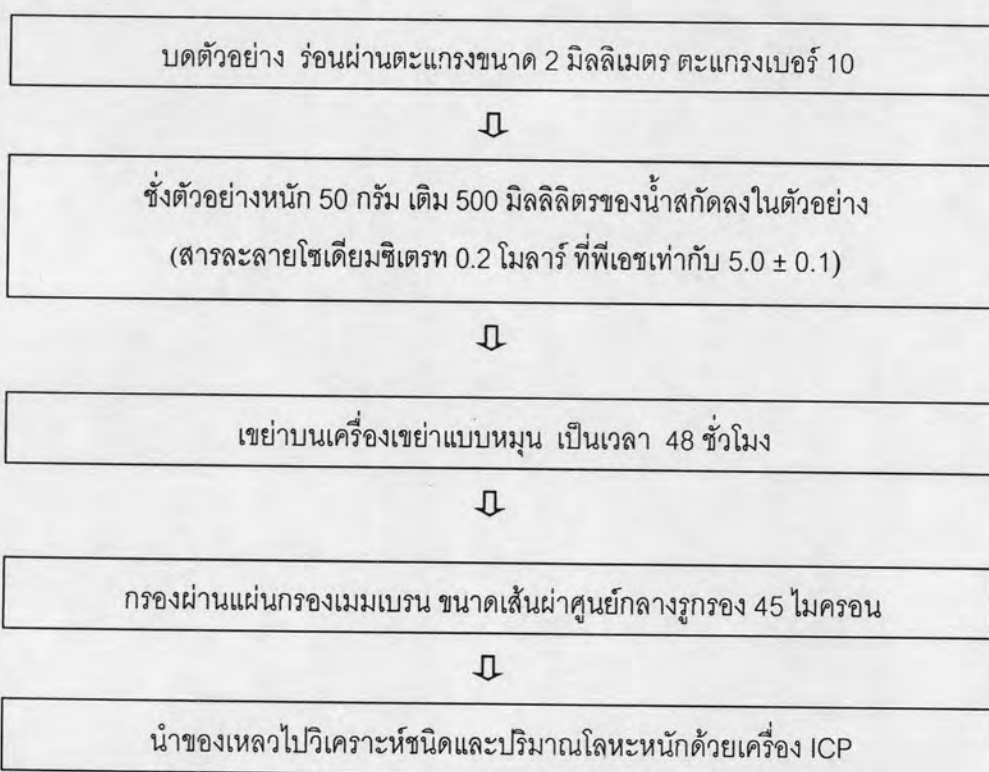 บดตัวอย่าง ร่อนผ่านตะแกรงขนาด 2 มิลลิเมตร ตะแกรงเบอร์ 10
⇩
ชั่งตัวอย่างหนัก 50 กรัม เติม 500 มิลลิลิตรของน้ำสกัดลงในตัวอย่าง
(สารละลายโซเดียมซิเตรท 0.2 โมลาร์ ที่พีเอชเท่ากับ 5.0 ± 0.1)
⇩
เขย่าบนเครื่องเขย่าแบบหมุน เป็นเวลา 48 ชั่วโมง
⇩
กรองผ่านแผ่นกรองเมมเบรน ขนาดเส้นผ่าศูนย์กลางรูกรอง 45 ไมครอน
⇩
นำของเหลวไปวิเคราะห์ชนิดและปริมาณโลหะหนักด้วยเครื่อง ICP